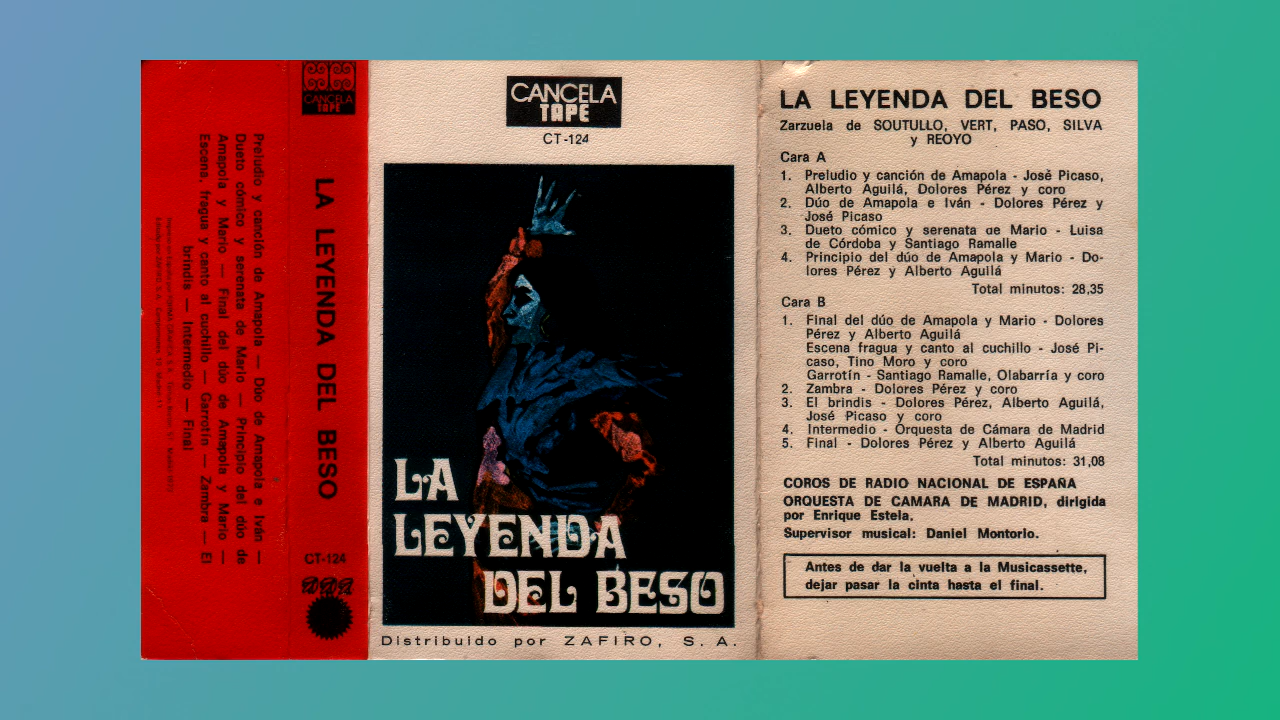 CANCELA
TAPE
LA LEYENDA DEL BESO
CT-124
Preludio y canción de Amapola — Dúo de Amapola e Iván —
Dueto cómico y serenata de Mario — Principio del dúo de
Amapola y Mario — Final del dúo de Amapola y Mario —
Escena, fragua y canto al cuchillo — Garrotín — Zambra — El
brindis — Intermedio — Final
CANCELA
TAPE
CT-124
LA
LEYENDA
DEL BESO
Distribuido por ZAFIRO, S. A.
LA LEYENDA DEL BESO
Zarzuela de SOUTULLO, VERT, PASO, SILVA
y REOYO
Cara A
1. Preludio y canción de Amapola - José Picaso,
Alberto Aguilá, Dolores Pérez y coro
2. Dúo de Amapola e Iván - Dolores Pérez y
José Picaso
3. Dueto cómico y serenata de Mario - Luisa
de Córdoba y Santiago Ramalle
4. Principio del dúo de Amapola y Mario - Do-
lores Pérez y Alberto Aguilá
Total minutos: 28,35
Cara B
1. Final del dúo de Amapola y Mario - Dolores
Pérez y Alberto Aguilá
Escena fragua y canto al cuchillo - José Pi-
caso, Tino Moro y coro
Garrotín - Santiago Ramalle, Olabarría y coro
2. Zambra - Dolores Pérez y coro
3. El brindis - Dolores Pérez, Alberto Aguilá,
José Picaso y coro
4. Intermedio - Orquesta de Cámara de Madrid
5. Final - Dolores Pérez y Alberto Aguilá
Total minutos: 31,08
COROS DE RADIO NACIONAL DE ESPAÑA
ORQUESTA DE CAMARA DE MADRID, dirigida
por Enrique Estela.
Supervisor musical: Daniel Montorio.
Antes de dar la vuelta a la Musicassette,
dejar pasar la cinta hasta el final.